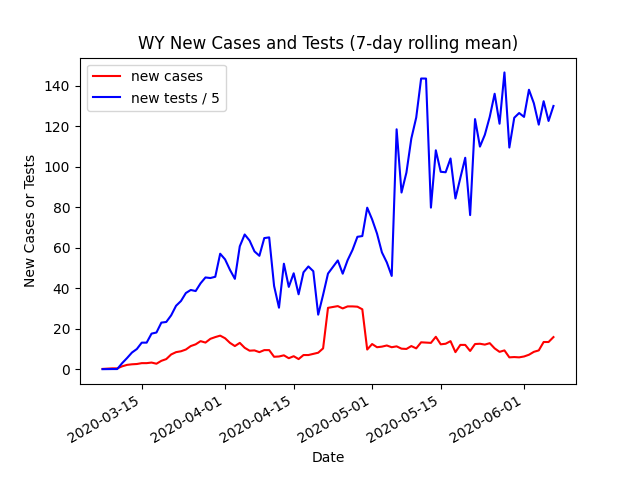 WY New Cases and Tests (7-day rolling mean)
new cases
new tests / 5
New Cases or Tests
140
120
100
80
60
40
20
0
2020-03-15
2020-04-01
2020-04-15
2020-05-01
2020-05-15
2020-06-01
Date